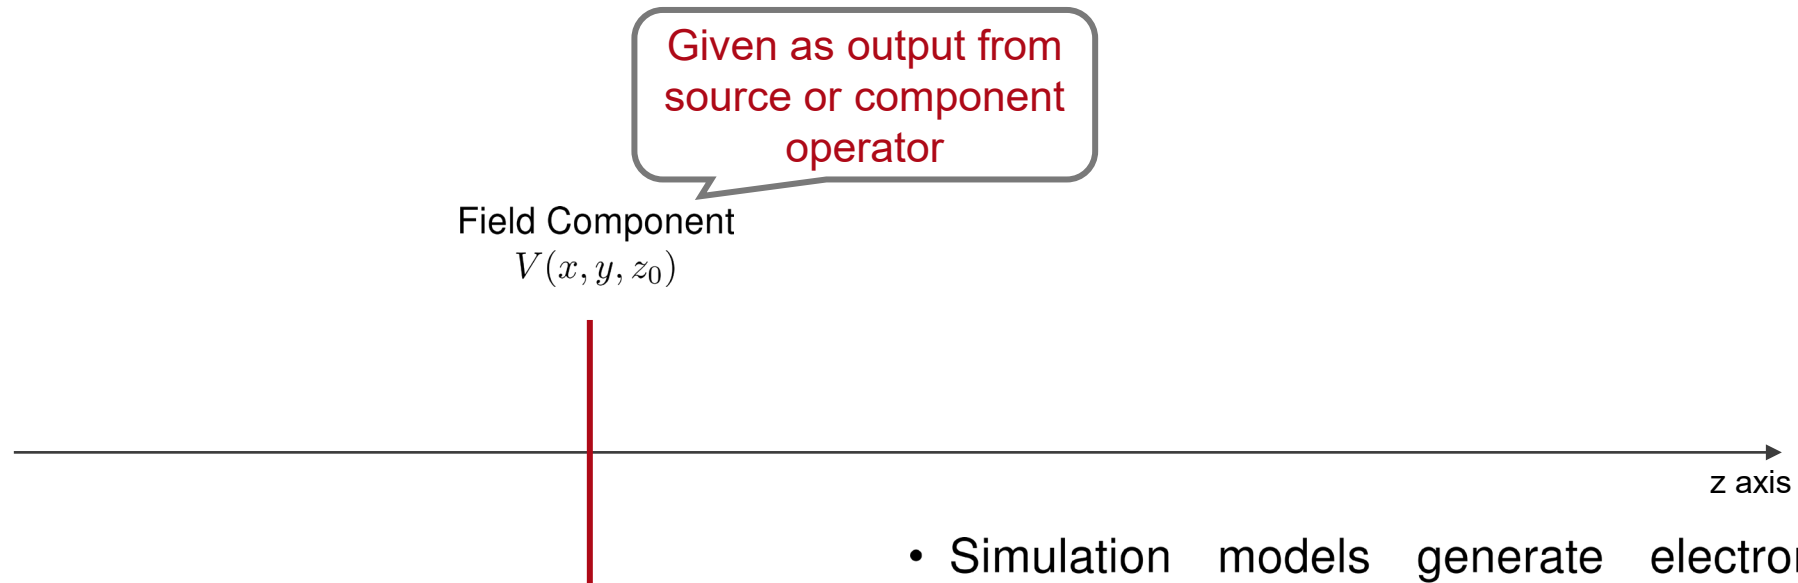 Given as output from
source or component
operator
Field Component
V(x, y, z₀)
z axis
• Simulation models generate